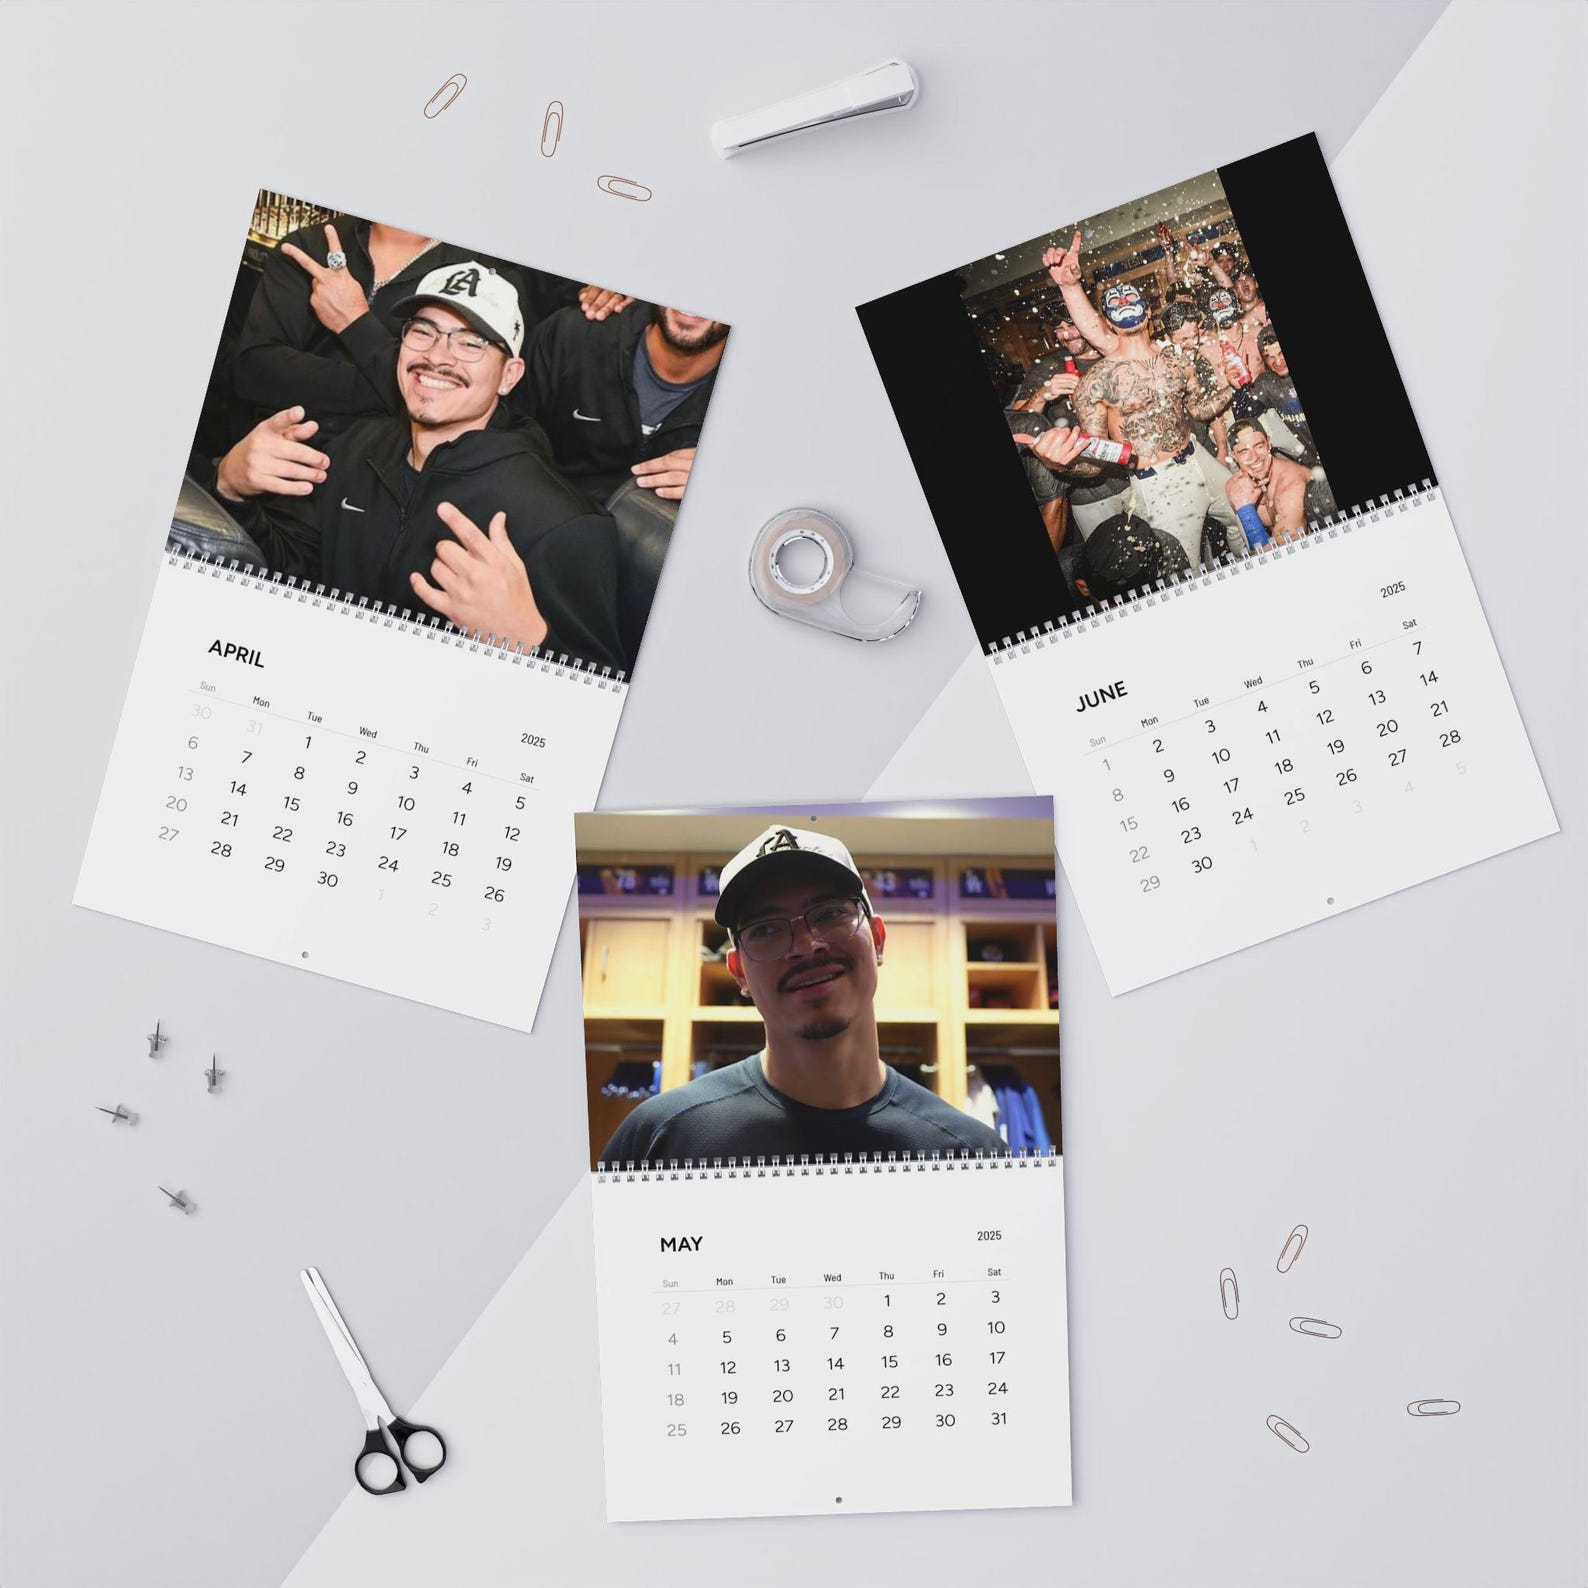 LA
APRIL
2025
Sun Mon Tue Wed Thu Fri Sat
30 31 1 2 3 4 5
6 7 8 9 10 11 12
13 14 15 16 17 18 19
20 21 22 23 24 25 26
27 28 29 30 1 2 3
JUNE
2025
Sun Mon Tue Wed Thu Fri Sat
1 2 3 4 5 6 7
8 9 10 11 12 13 14
15 16 17 18 19 20 21
22 23 24 25 26 27 28
29 30 1 2 3 4 5
LA
78
43
MAY
2025
Sun Mon Tue Wed Thu Fri Sat
27 28 29 30 1 2 3
4 5 6 7 8 9 10
11 12 13 14 15 16 17
18 19 20 21 22 23 24
25 26 27 28 29 30 31